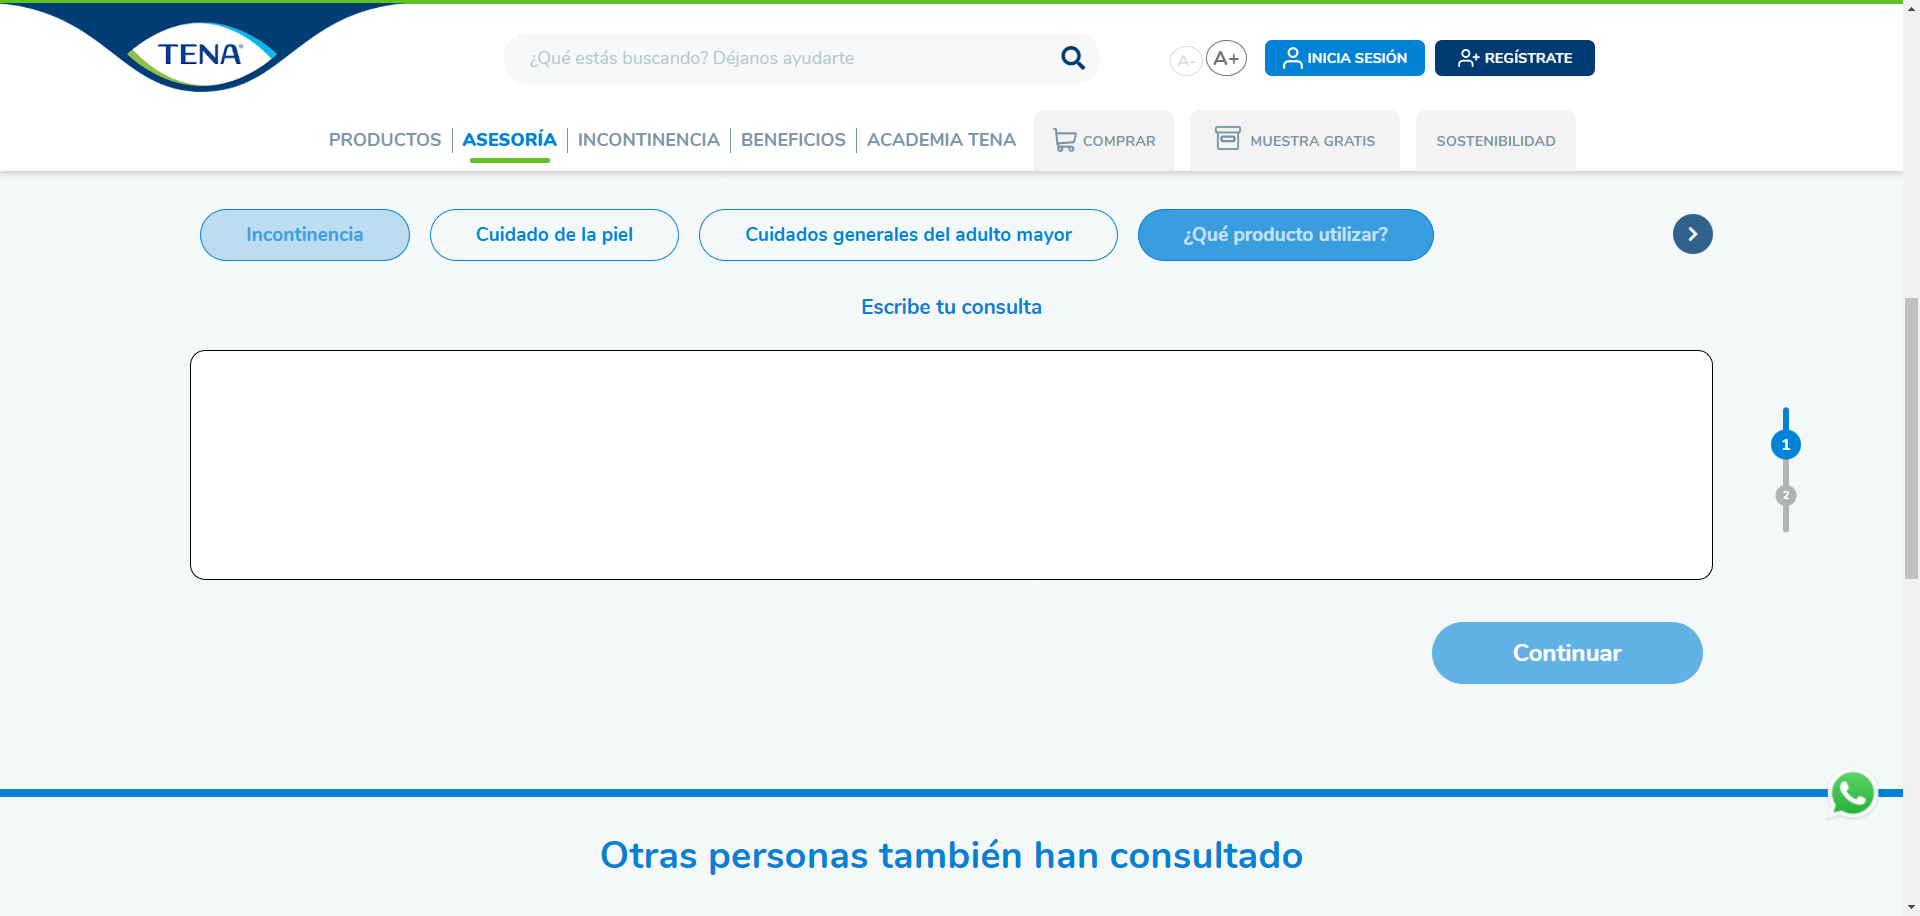 TENA
¿Qué estás buscando? Déjanos ayudarte
A-
A+
INICIA SESIÓN
REGÍSTRATE
PRODUCTOS
ASESORÍA
INCONTINENCIA
BENEFICIOS
ACADEMIA TENA
COMPRAR
MUESTRA GRATIS
SOSTENIBILIDAD
Incontinencia
Cuidado de la piel
Cuidados generales del adulto mayor
¿Qué producto utilizar?
Escribe tu consulta
1
2
Continuar
Otras personas también han consultado